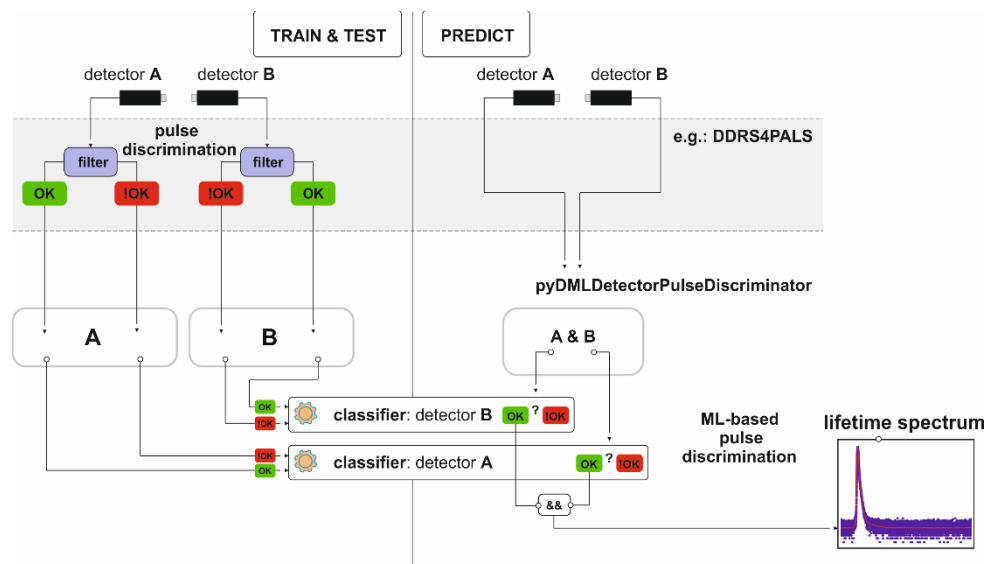 TRAIN & TEST
PREDICT
detector A
detector B
detector A
detector B
pulse
discrimination
e.g.: DDRS4PALS
filter
filter
OK
!OK
!OK
OK
pyDMLDetectorPulseDiscriminator
A
B
A & B
OK
!OK
classifier: detector B
OK ? !OK
!OK
OK
classifier: detector A
OK ? !OK
ML-based
pulse
discrimination
lifetime spectrum
&&